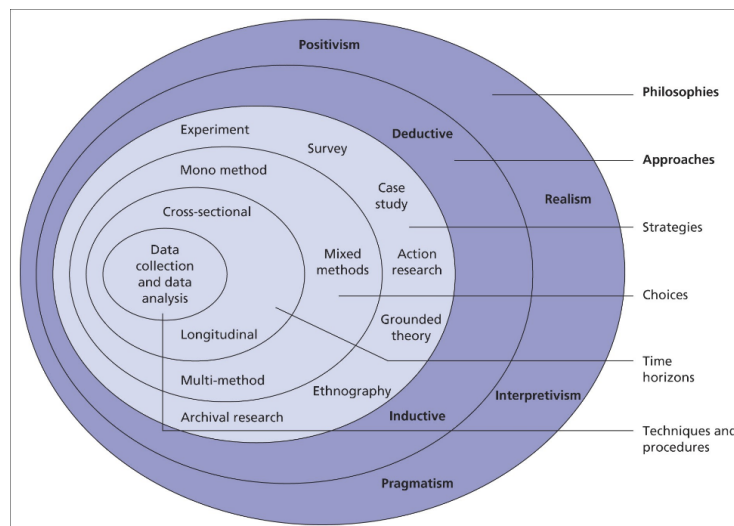 Positivism
Philosophies
Deductive
Experiment
Survey
Approaches
Mono method
Case
study
Realism
Cross-sectional
Strategies
Data
collection
and data
analysis
Mixed
methods
Action
research
Choices
Grounded
theory
Longitudinal
Time
horizons
Multi-method
Ethnography
Interpretivism
Archival research
Inductive
Techniques and
procedures
Pragmatism